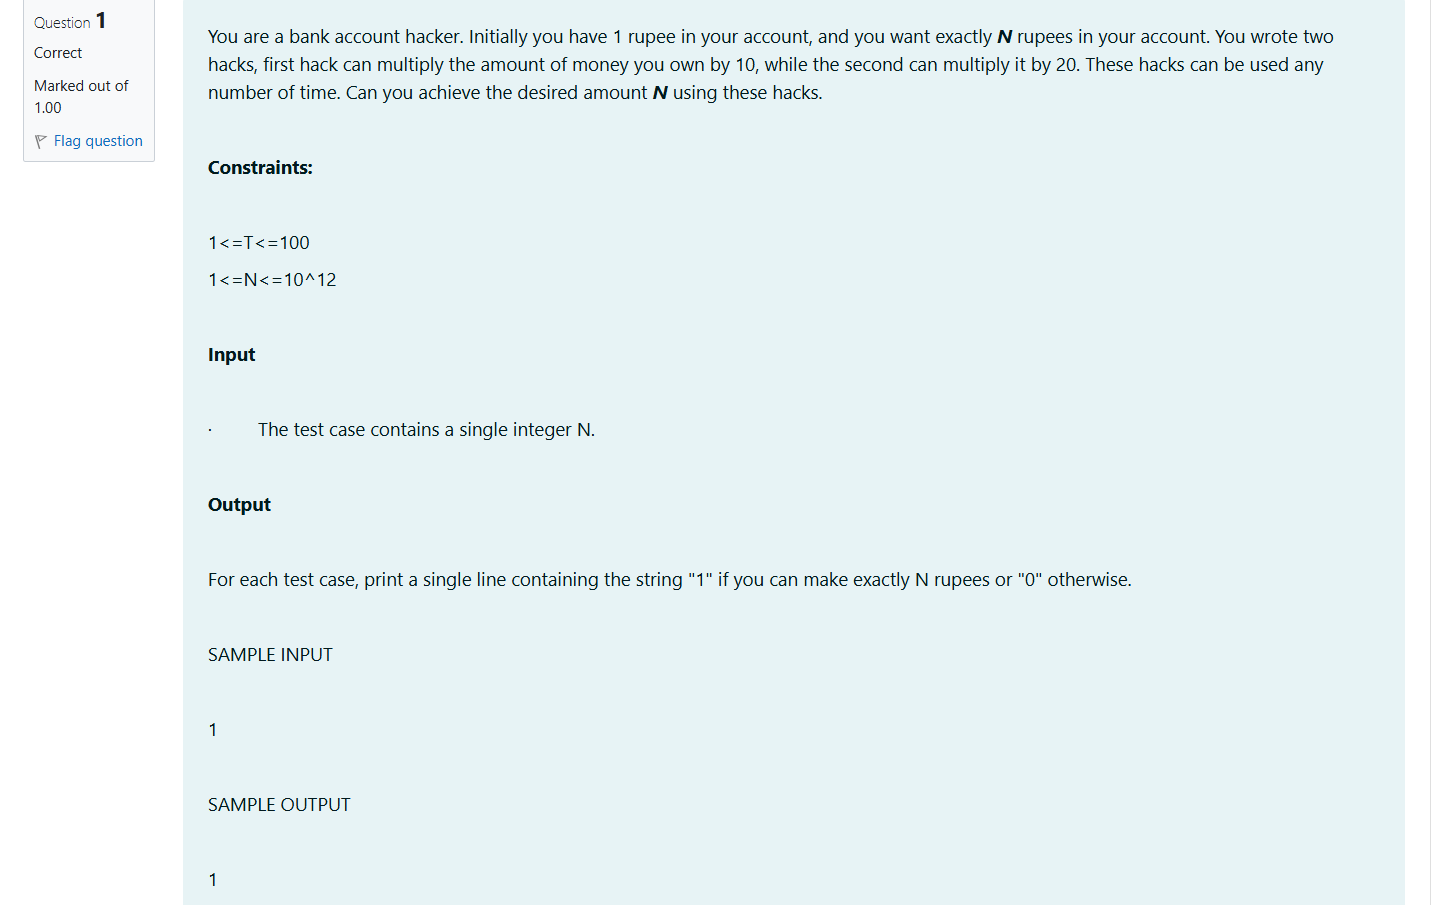 Question 1
Correct
Marked out of
1.00
Flag question
You are a bank account hacker. Initially you have 1 rupee in your account, and you want exactly N rupees in your account. You wrote two
hacks, first hack can multiply the amount of money you own by 10, while the second can multiply it by 20. These hacks can be used any
number of time. Can you achieve the desired amount N using these hacks.
Constraints:
1<=T<=100
1<=N<=10^12
Input
· The test case contains a single integer N.
Output
For each test case, print a single line containing the string "1" if you can make exactly N rupees or "0" otherwise.
SAMPLE INPUT
1
SAMPLE OUTPUT
1